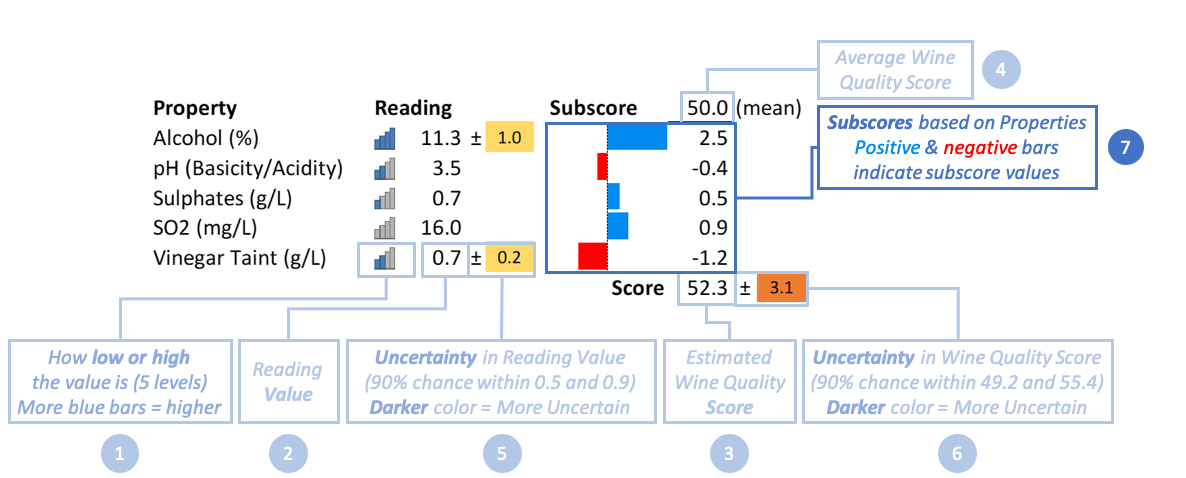 Average Wine
Quality Score
4
Property Reading Subscore 50.0 (mean)
Alcohol (%) 11.3 ± 1.0 2.5
pH (Basicity/Acidity) 3.5 -0.4
Sulphates (g/L) 0.7 0.5
SO2 (mg/L) 16.0 0.9
Vinegar Taint (g/L) 0.7 ± 0.2 -1.2
Score 52.3 ± 3.1
Subscores based on Properties
Positive & negative bars
indicate subscore values
7
How low or high
the value is (5 levels)
More blue bars = higher
1
Reading
Value
2
Uncertainty in Reading Value
(90% chance within 0.5 and 0.9)
Darker color = More Uncertain
5
Estimated
Wine Quality
Score
3
Uncertainty in Wine Quality Score
(90% chance within 49.2 and 55.4)
Darker color = More Uncertain
6